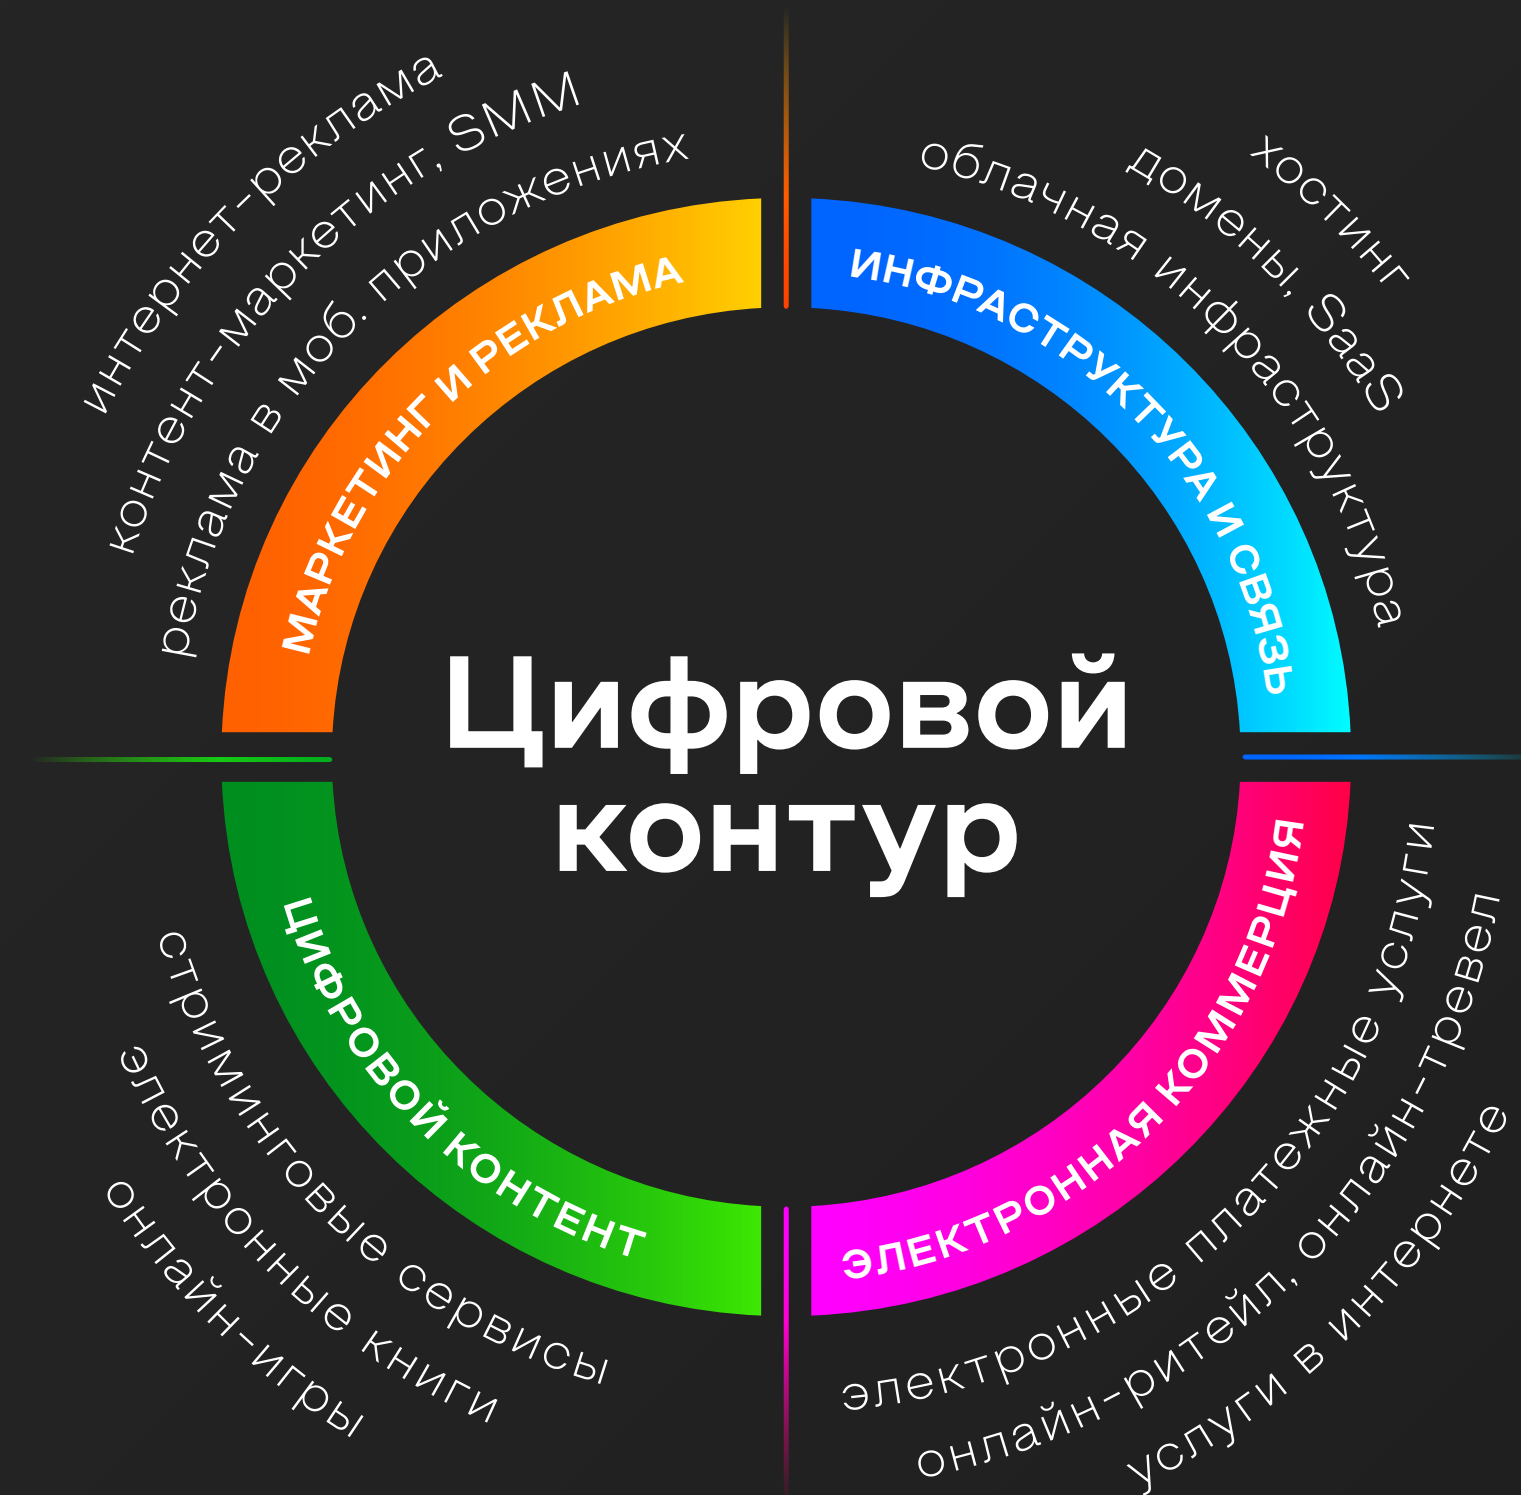 интернет-реклама
контент-маркетинг, SMM
реклама в моб. приложениях
МАРКЕТИНГ И РЕКЛАМА
хостинг
домены, SaaS
облачная инфраструктура
ИНФРАСТРУКТУРА И СВЯЗЬ
Цифровой
контур
ЦИФРОВОЙ КОНТЕНТ
стриминговые сервисы
электронные книги
онлайн-игры
ЭЛЕКТРОННАЯ КОММЕРЦИЯ
электронные платежные услуги
онлайн-ритейл, онлайн-тревел
услуги в интернете